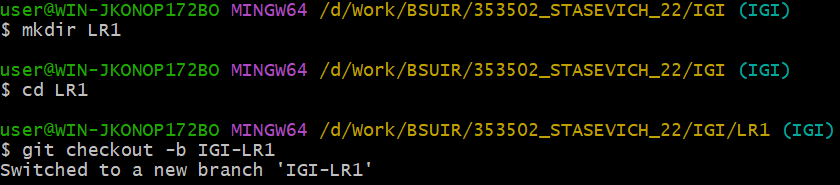 user@WIN-JKONOP172BO MINGW64 /d/Work/BSUIR/353502_STASEVICH_22/IGI (IGI)
$ mkdir LR1
user@WIN-JKONOP172BO MINGW64 /d/Work/BSUIR/353502_STASEVICH_22/IGI (IGI)
$ cd LR1
user@WIN-JKONOP172BO MINGW64 /d/Work/BSUIR/353502_STASEVICH_22/IGI/LR1 (IGI)
$ git checkout -b IGI-LR1
Switched to a new branch 'IGI-LR1'